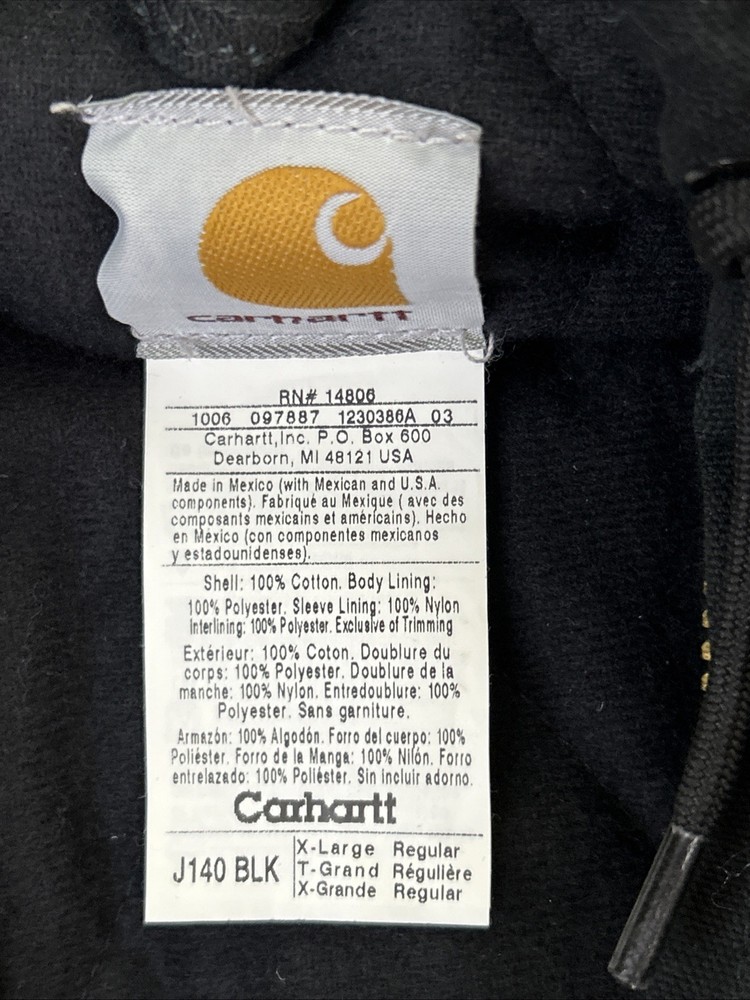 carhartt
RN# 14806
1006 097887 1230386A 03
Carhartt,Inc. P.O. Box 600
Dearborn, MI 48121 USA
Made in Mexico (with Mexican and U.S.A.
components). Fabriqué au Mexique ( avec des
composants mexicains et américains). Hecho
en México (con componentes mexicanos
y estadounidenses).
Shell: 100% Cotton. Body Lining:
100% Polyester. Sleeve Lining: 100% Nylon
Interlining: 100% Polyester. Exclusive of Trimming
Extérieur: 100% Coton. Doublure du
corps: 100% Polyester. Doublure de la
manche: 100% Nylon. Entredoublure: 100%
Polyester. Sans garniture.
Armazón: 100% Algodón. Forro del cuerpo: 100%
Poliéster. Forro de la Manga: 100% Nilón. Forro
entrelazado: 100% Poliéster. Sin incluir adorno.
Carhartt
J140 BLK
X-Large Regular
T-Grand Régulière
X-Grande Regular